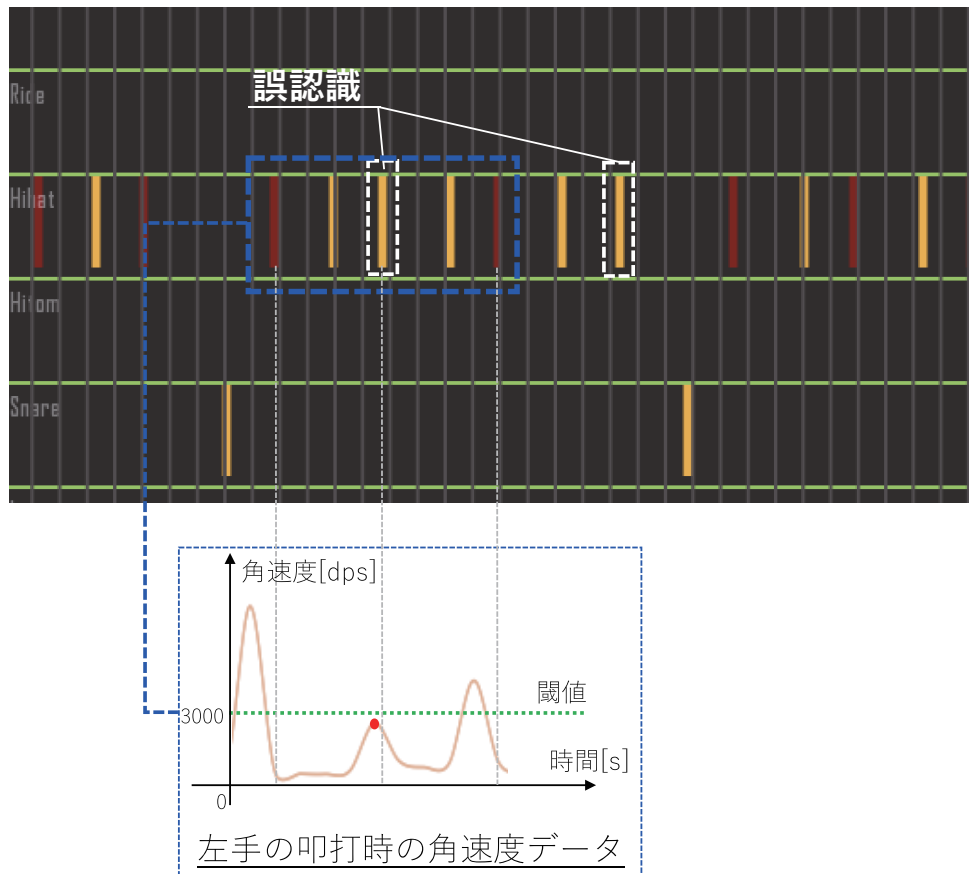 Ride
誤認識
Hihat
Hitom
Snare
角速度[dps]
閾値
3000
時間[s]
0
左手の叩打時の角速度データ